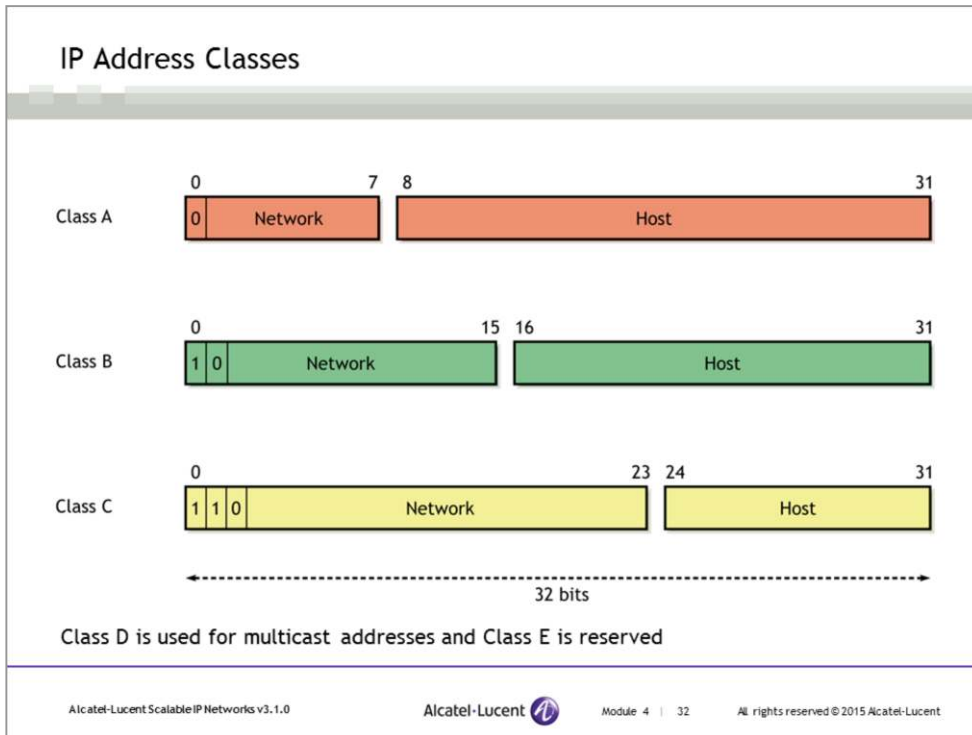 IP Address Classes
0 7 8 31
Class A 0 Network Host
0 15 16 31
Class B 1 0 Network Host
0 23 24 31
Class C 1 1 0 Network Host
32 bits
Class D is used for multicast addresses and Class E is reserved
Alcatel-Lucent Scalable IP Networks v3.1.0 Alcatel·Lucent Module 4 | 32 All rights reserved © 2015 Alcatel-Lucent